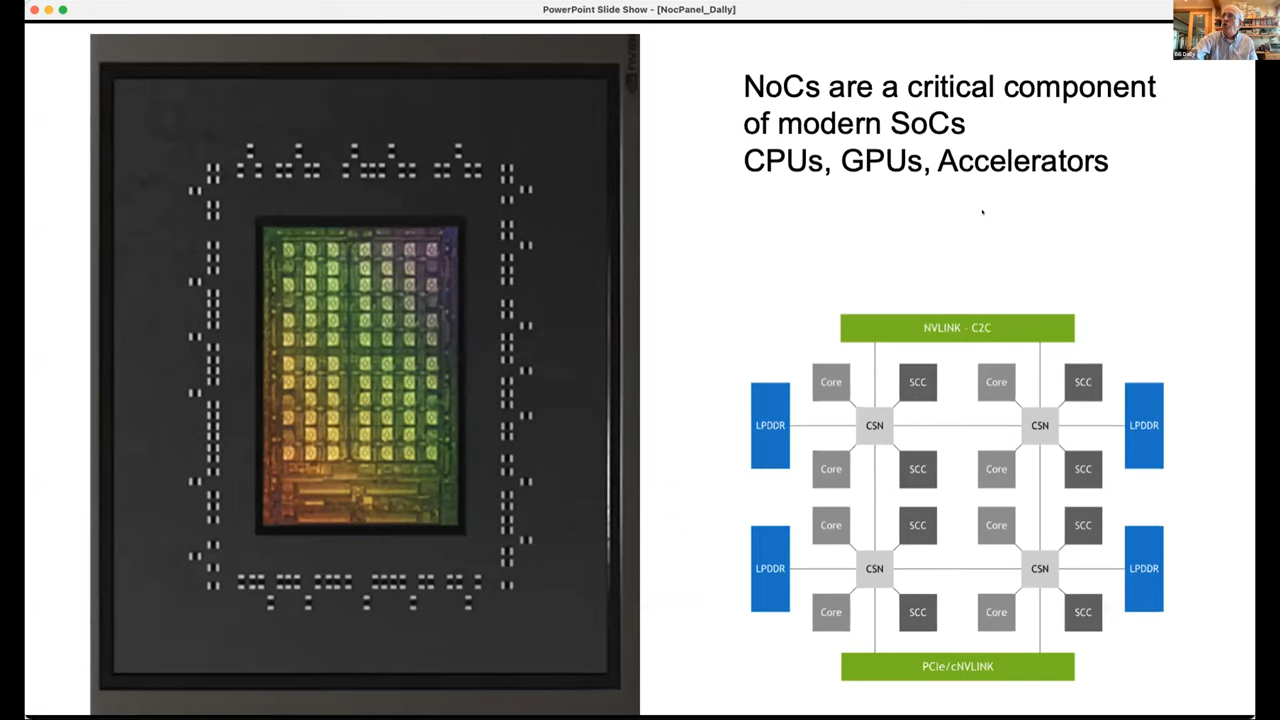 PowerPoint Slide Show - [NocPanel_Dally]
Bill Dally
NoCs are a critical component
of modern SoCs
CPUs, GPUs, Accelerators
NVLINK - C2C
Core
SCC
Core
SCC
LPDDR
CSN
CSN
LPDDR
Core
SCC
Core
SCC
Core
SCC
Core
SCC
LPDDR
CSN
CSN
LPDDR
Core
SCC
Core
SCC
PCIe/cNVLINK